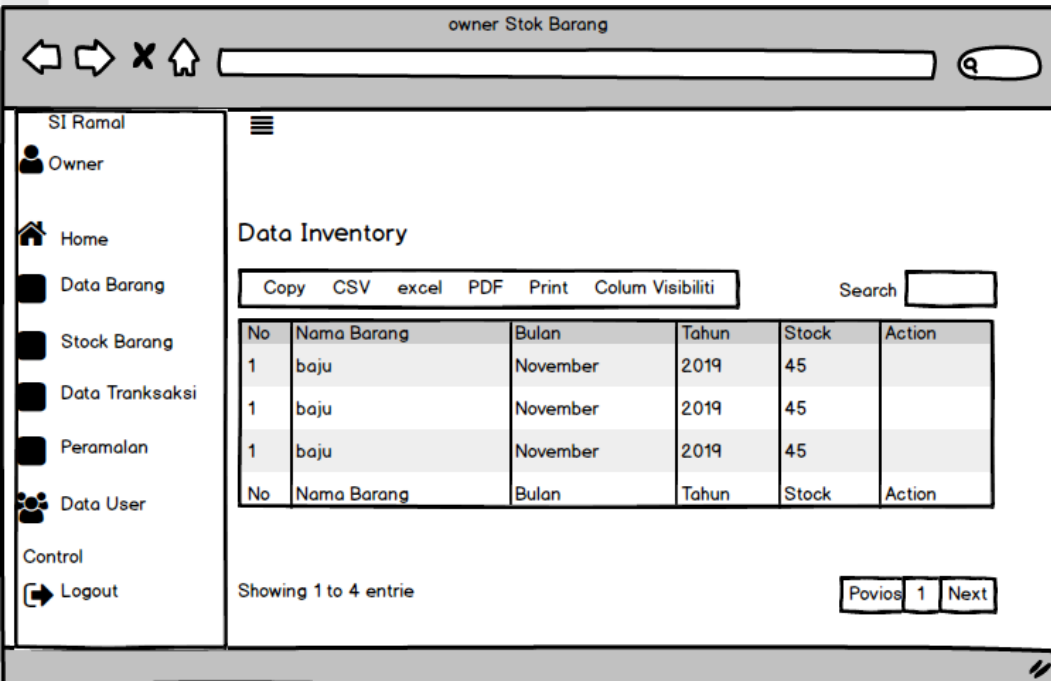 owner Stok Barang
SI Ramal
Owner
Home
Data Barang
Stock Barang
Data Tranksaksi
Peramalan
Data User
Control
Logout
Data Inventory
Copy CSV excel PDF Print Colum Visibiliti
Search
No Nama Barang Bulan Tahun Stock Action
1 baju November 2019 45
1 baju November 2019 45
1 baju November 2019 45
No Nama Barang Bulan Tahun Stock Action
Showing 1 to 4 entrie
Povios 1 Next